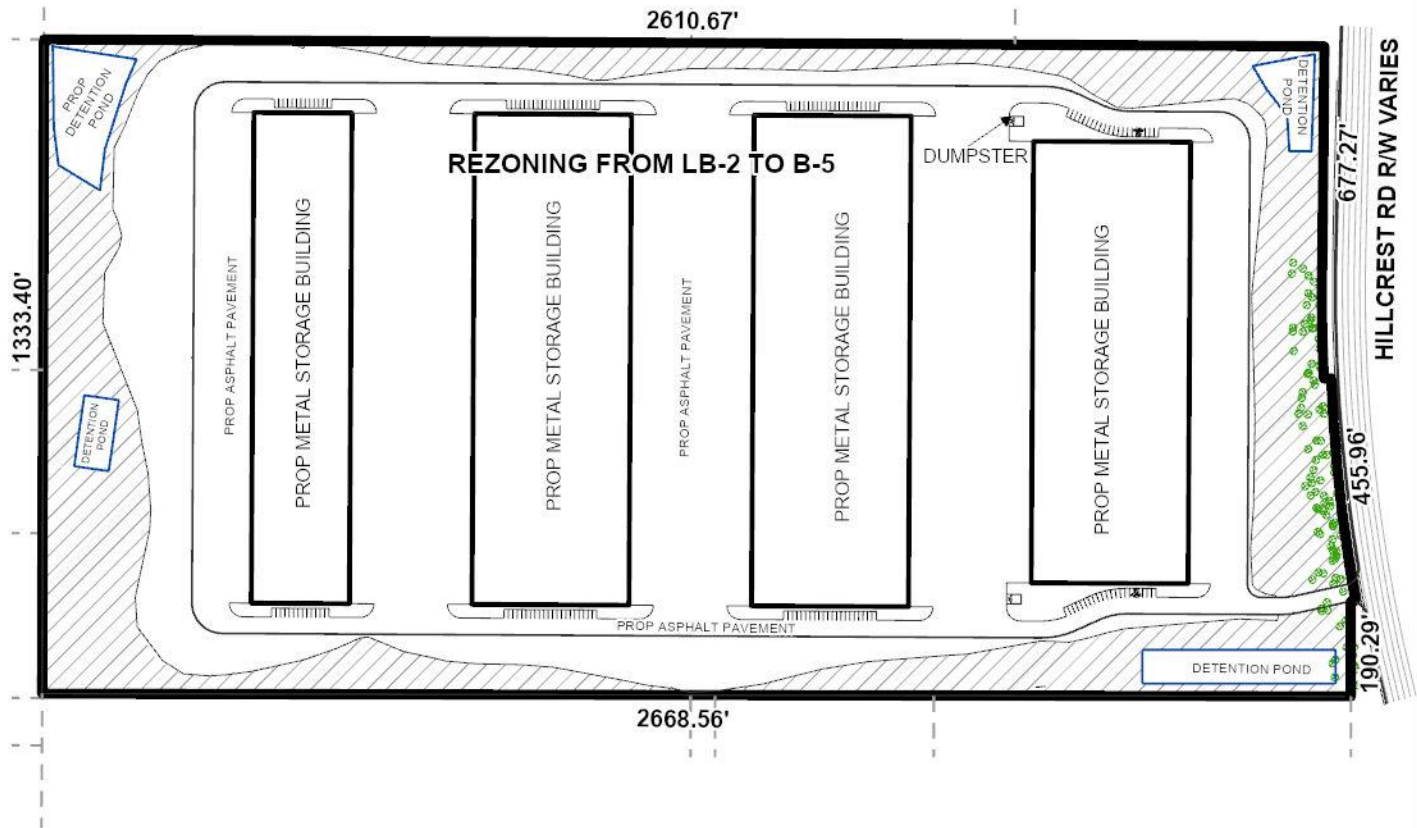 2610.67'
HILLCREST RD R/W VARIES
PROP
DETENTION
POND
DETENTION
POND
677.27'
DUMPSTER
REZONING FROM LB-2 TO B-5
1333.40'
PROP ASPHALT PAVEMENT
PROP METAL STORAGE BUILDING
PROP METAL STORAGE BUILDING
PROP ASPHALT PAVEMENT
PROP METAL STORAGE BUILDING
PROP METAL STORAGE BUILDING
DETENTION
POND
455.96'
PROP ASPHALT PAVEMENT
DETENTION POND
190.29'
2668.56'